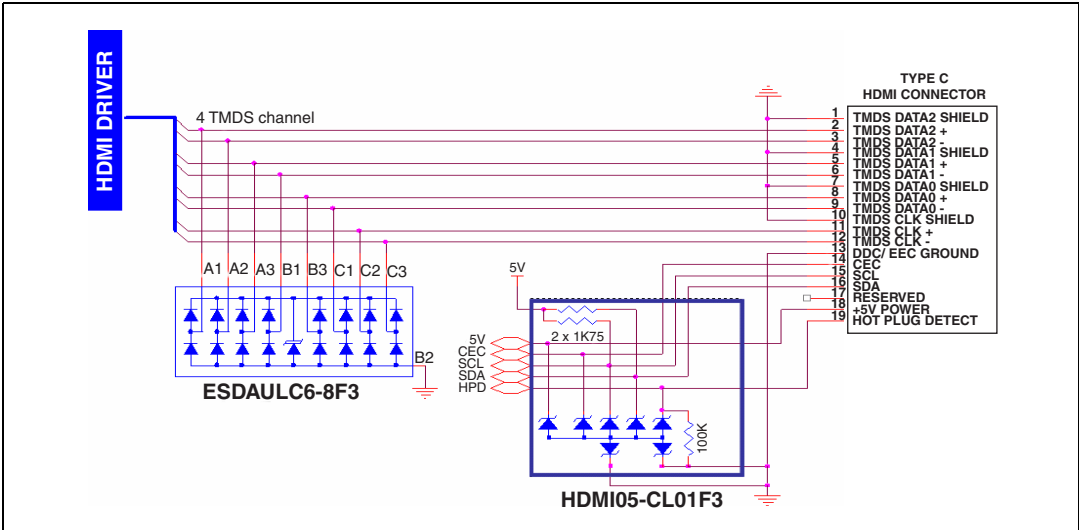 HDMI DRIVER
4 TMDS channel
TYPE C
HDMI CONNECTOR
1 TMDS DATA2 SHIELD
2 TMDS DATA2 +
3 TMDS DATA2 -
4 TMDS DATA1 SHIELD
5 TMDS DATA1 +
6 TMDS DATA1 -
7 TMDS DATA0 SHIELD
8 TMDS DATA0 +
9 TMDS DATA0 -
10 TMDS CLK SHIELD
11 TMDS CLK +
12 TMDS CLK -
13 DDC/ EEC GROUND
14 CEC
15 SCL
16 SDA
17 RESERVED
18 +5V POWER
19 HOT PLUG DETECT
A1 A2 A3 B1 B3 C1 C2 C3
B2
ESDAULC6-8F3
5V
2 x 1K75
5V
CEC
SCL
SDA
HPD
100K
HDMI05-CL01F3